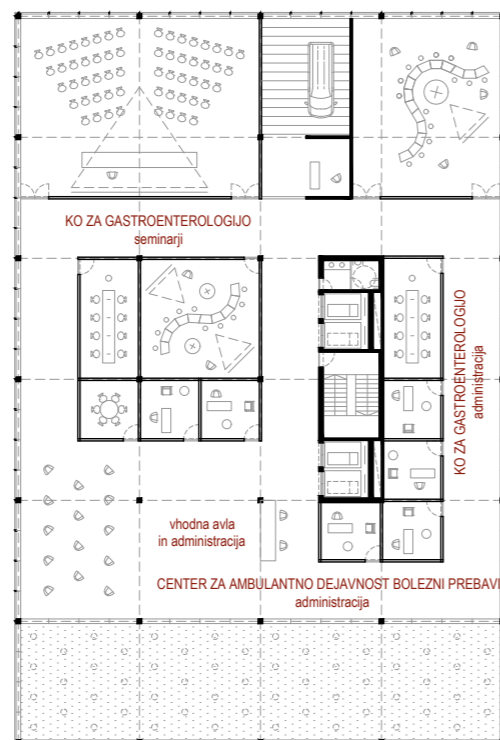 KO ZA GASTROENTEROLOGIJO
seminarji
KO ZA GASTROENTEROLOGIJO
administracija
vhodna avla
in administracija
CENTER ZA AMBULANTNO DEJAVNOST BOLEZNI PREBAVI
administracija